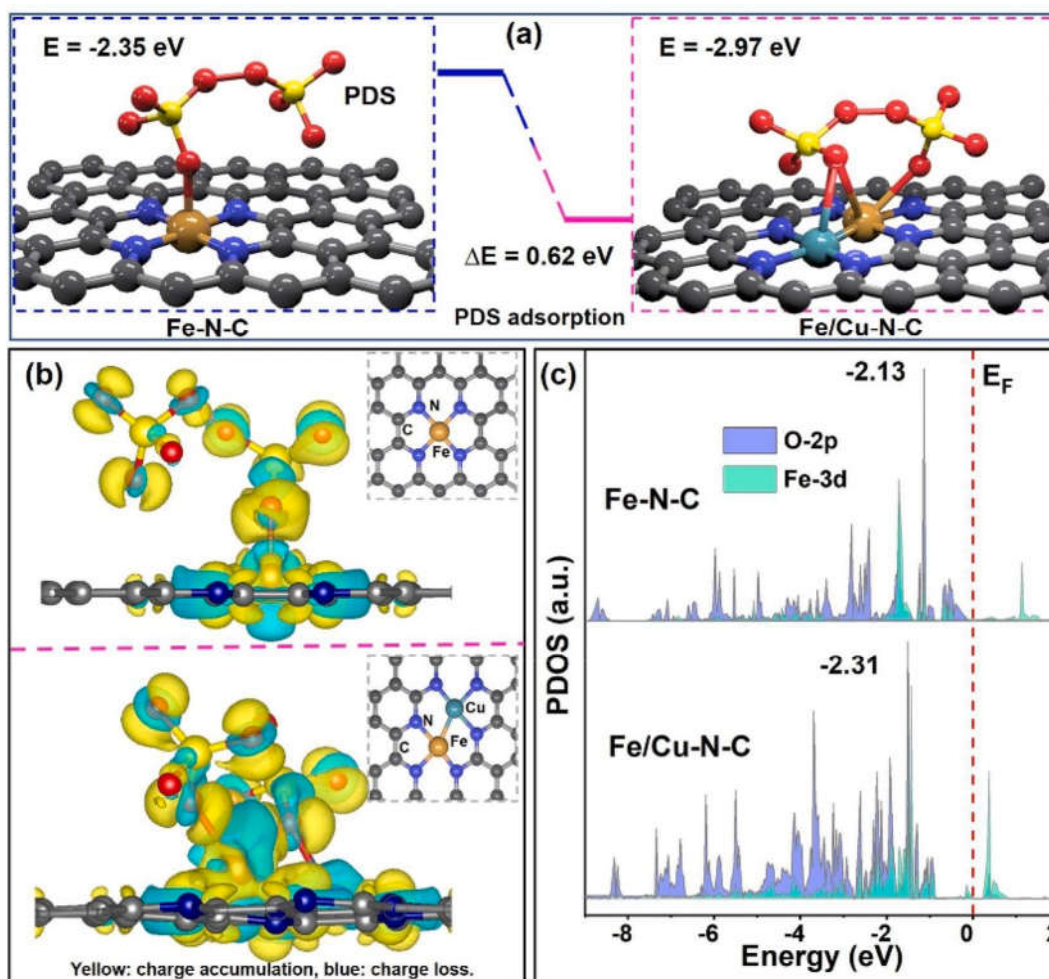 (a)
E = -2.35 eV
PDS
E = -2.97 eV
ΔE = 0.62 eV
Fe-N-C
PDS adsorption
Fe/Cu-N-C
(b)
N
C
Fe
Cu
N
C
Fe
Yellow: charge accumulation, blue: charge loss.
(c)
-2.13
E_F
O-2p
Fe-3d
Fe-N-C
-2.31
Fe/Cu-N-C
PDOS (a.u.)
-8 -6 -4 -2 0 2
Energy (eV)